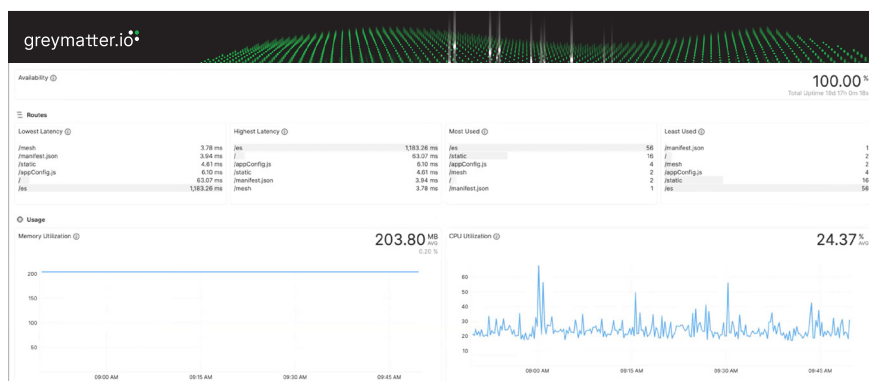 greymatter.io
Availability
100.00 %
Total Uptime 19d 17h 0m 18s
Routes
Lowest Latency
/mesh 3.78 ms
/manifest.json 3.94 ms
/static 4.61 ms
/appConfig.js 6.10 ms
/ 63.07 ms
/es 1,183.26 ms
Highest Latency
/es 1,183.26 ms
/ 63.07 ms
/appConfig.js 6.10 ms
/static 4.61 ms
/manifest.json 3.94 ms
/mesh 3.78 ms
Most Used
/es 56
/static 16
/appConfig.js 4
/mesh 2
/ 2
/manifest.json 1
Least Used
/manifest.json 1
/ 2
/mesh 2
/appConfig.js 4
/static 16
/es 56
Usage
Memory Utilization
203.80 MB AVG
0.20 %
200
150
100
50
09:00 AM 09:15 AM 09:30 AM 09:45 AM
CPU Utilization
24.37 % AVG
60
50
40
30
20
10
09:00 AM 09:15 AM 09:30 AM 09:45 AM